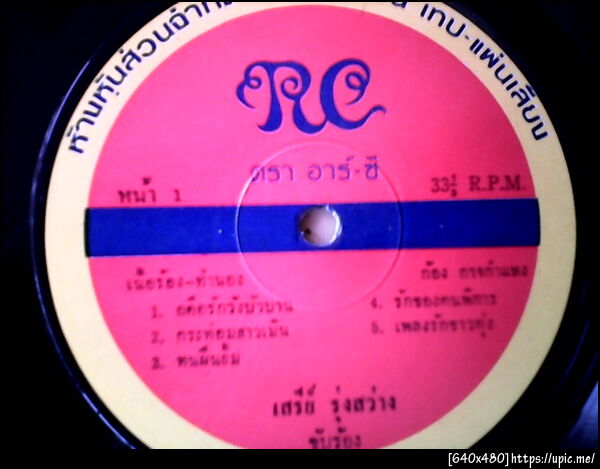 ห้างหุ้นส่วนจำกัด
เทป-แผ่นเสียง
RC
ตรา อาร์-ซี
หน้า 1
33⅓ R.P.M.
เนื้อร้อง-ทำนอง ก้อง กาจกำแหง
1. อดีตรักวังบัวบาน
2. กระท่อมสาวเมิน
3. ทนฝืนยิ้ม
4. รักของคนพิการ
5. เพลงรักชาวทุ่ง
เสรีย์ รุ่งสว่าง
ขับร้อง
[640x480]https://upic.me/